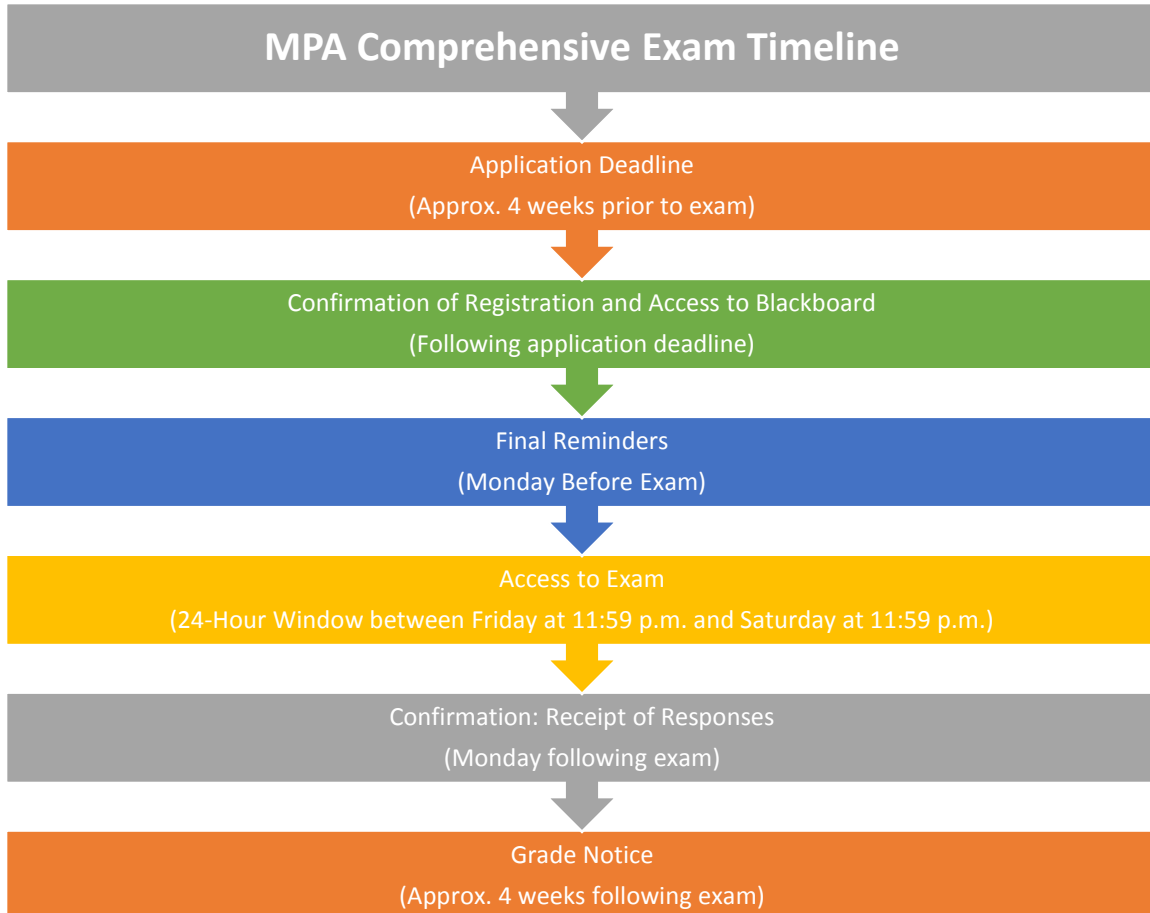 MPA Comprehensive Exam Timeline
Application Deadline
(Approx. 4 weeks prior to exam)
Confirmation of Registration and Access to Blackboard
(Following application deadline)
Final Reminders
(Monday Before Exam)
Access to Exam
(24-Hour Window between Friday at 11:59 p.m. and Saturday at 11:59 p.m.)
Confirmation: Receipt of Responses
(Monday following exam)
Grade Notice
(Approx. 4 weeks following exam)